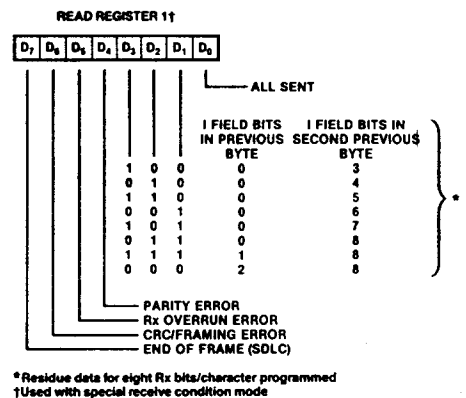 READ REGISTER 1†
D₇ D₆ D₅ D₄ D₃ D₂ D₁ D₀
ALL SENT
I FIELD BITS IN PREVIOUS BYTE
I FIELD BITS IN SECOND PREVIOUS BYTE
1 0 0 0 3
0 1 0 0 4
1 1 0 0 5
0 0 1 0 6
1 0 1 0 7
0 1 1 0 8
1 1 1 1 8
0 0 0 2 8
*
PARITY ERROR
Rx OVERRUN ERROR
CRC/FRAMING ERROR
END OF FRAME (SDLC)
*Residue data for eight Rx bits/character programmed
†Used with special receive condition mode